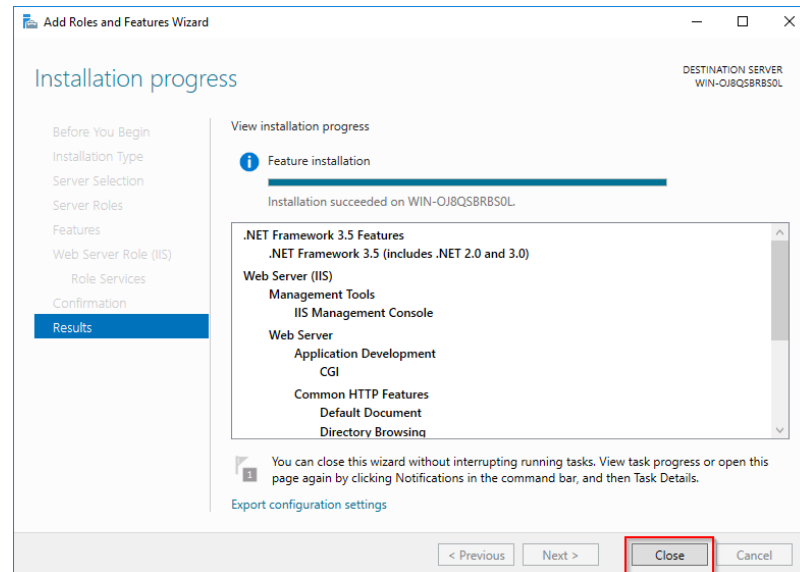 Add Roles and Features Wizard
Installation progress
DESTINATION SERVER
WIN-OJ8QSBRBS0L
Before You Begin
Installation Type
Server Selection
Server Roles
Features
Web Server Role (IIS)
Role Services
Confirmation
Results
View installation progress
Feature installation
Installation succeeded on WIN-OJ8QSBRBS0L.
.NET Framework 3.5 Features
.NET Framework 3.5 (includes .NET 2.0 and 3.0)
Web Server (IIS)
Management Tools
IIS Management Console
Web Server
Application Development
CGI
Common HTTP Features
Default Document
Directory Browsing
1
You can close this wizard without interrupting running tasks. View task progress or open this
page again by clicking Notifications in the command bar, and then Task Details.
Export configuration settings
< Previous
Next >
Close
Cancel